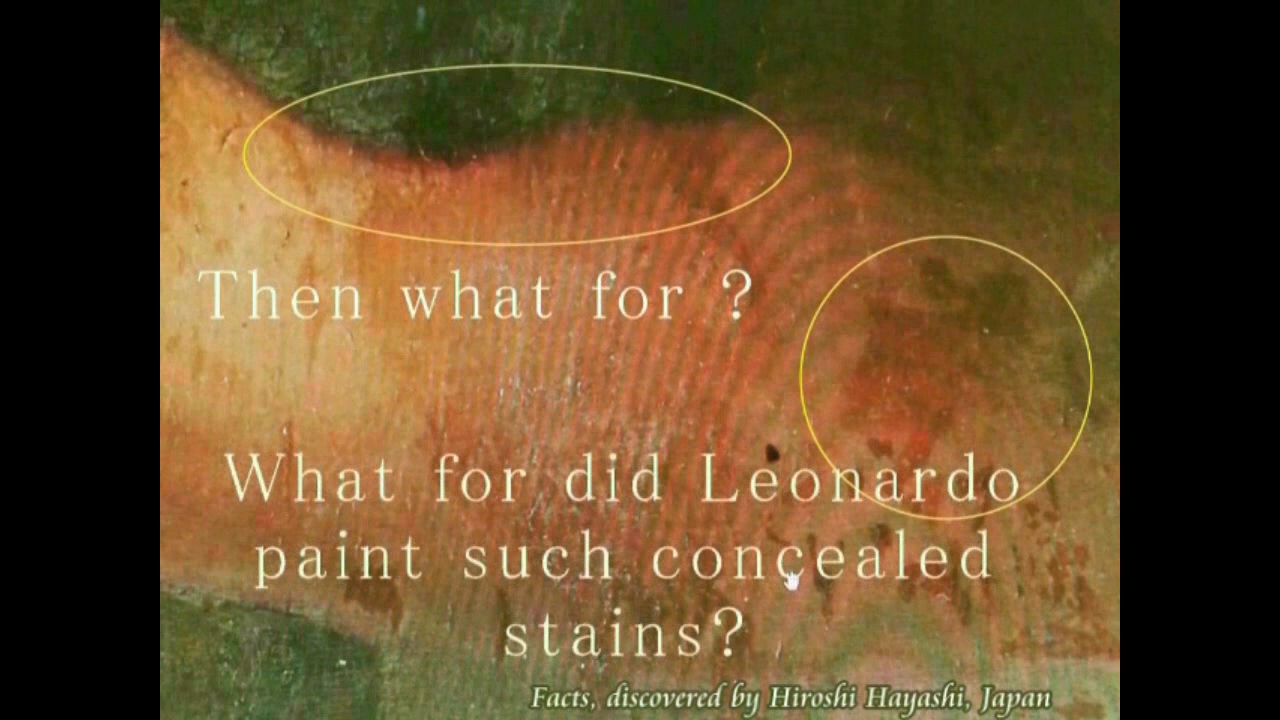 Then what for ?
What for did Leonardo
paint such concealed
stains?
Facts, discovered by Hiroshi Hayashi, Japan